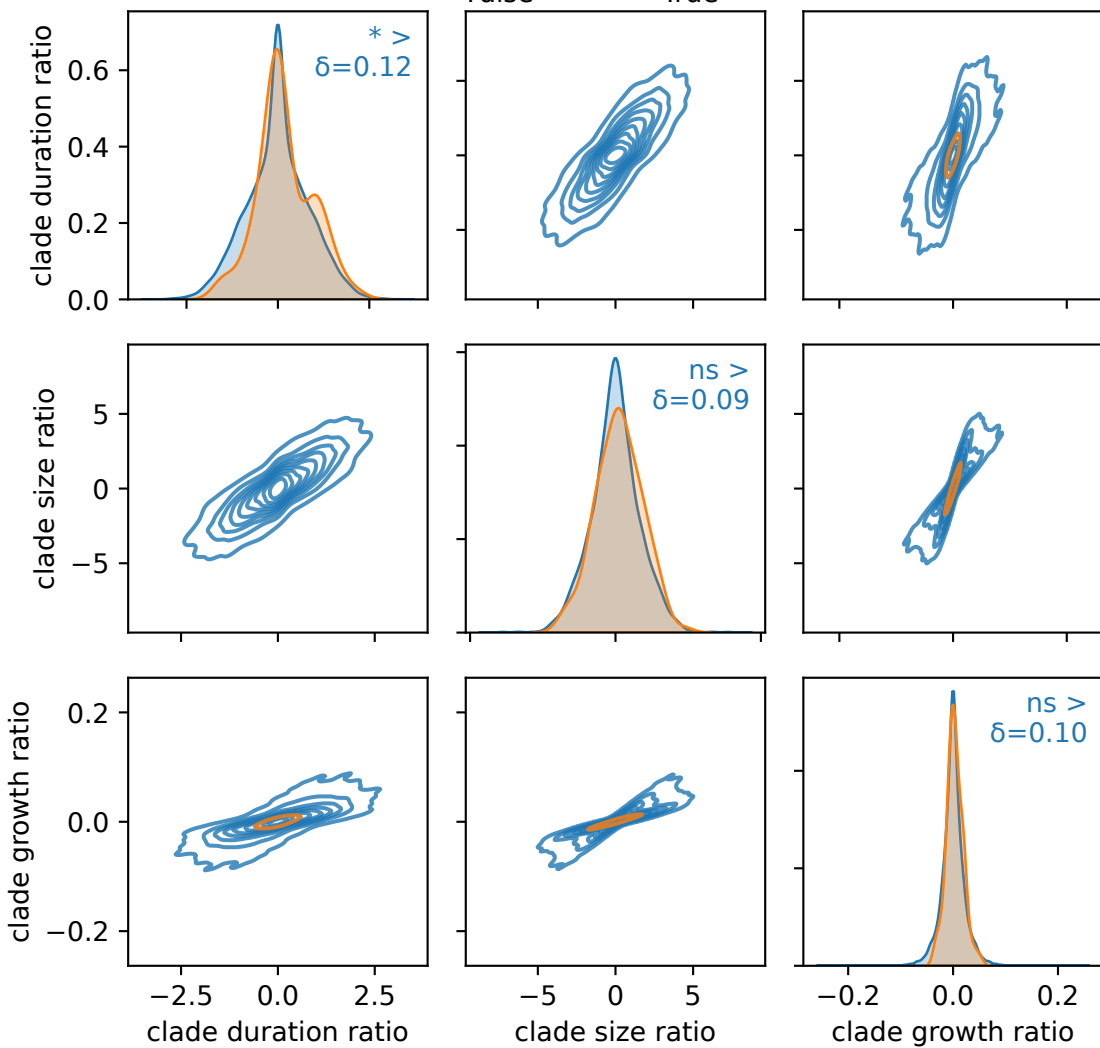 clade duration ratio
0.6
0.4
0.2
0.0
* >
δ=0.12
clade size ratio
5
0
−5
ns >
δ=0.09
clade growth ratio
0.2
0.0
−0.2
ns >
δ=0.10
−2.5 0.0 2.5
−5 0 5
−0.2 0.0 0.2
clade duration ratio
clade size ratio
clade growth ratio